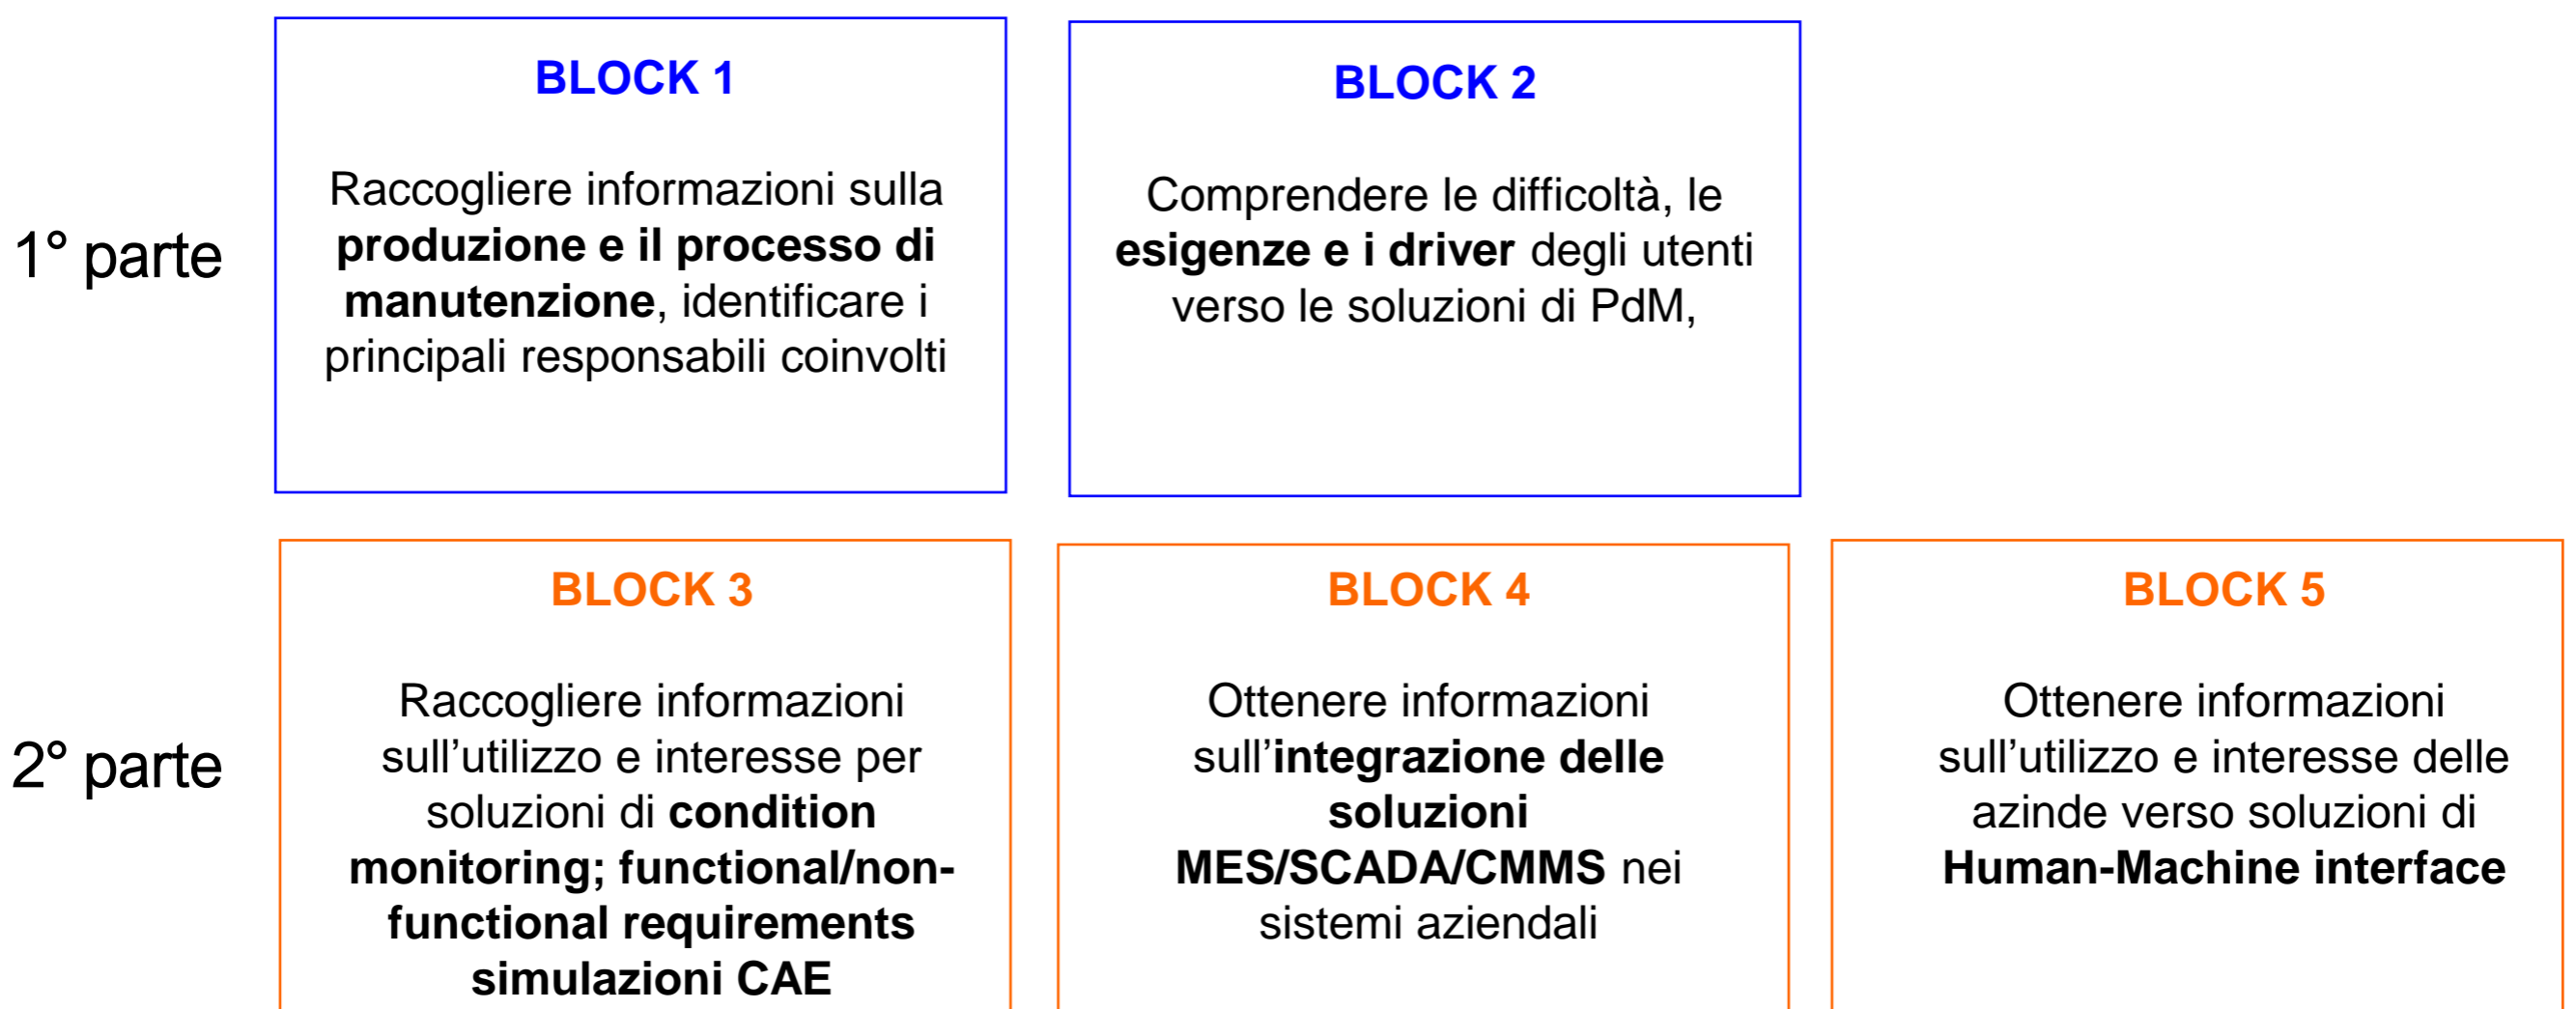 1° parte
BLOCK 1
Raccogliere informazioni sulla
produzione e il processo di
manutenzione, identificare i
principali responsabili coinvolti
BLOCK 2
Comprendere le difficoltà, le
esigenze e i driver degli utenti
verso le soluzioni di PdM,
2° parte
BLOCK 3
Raccogliere informazioni
sull’utilizzo e interesse per
soluzioni di condition
monitoring; functional/non-
functional requirements
simulazioni CAE
BLOCK 4
Ottenere informazioni
sull’integrazione delle
soluzioni
MES/SCADA/CMMS nei
sistemi aziendali
BLOCK 5
Ottenere informazioni
sull’utilizzo e interesse delle
azinde verso soluzioni di
Human-Machine interface